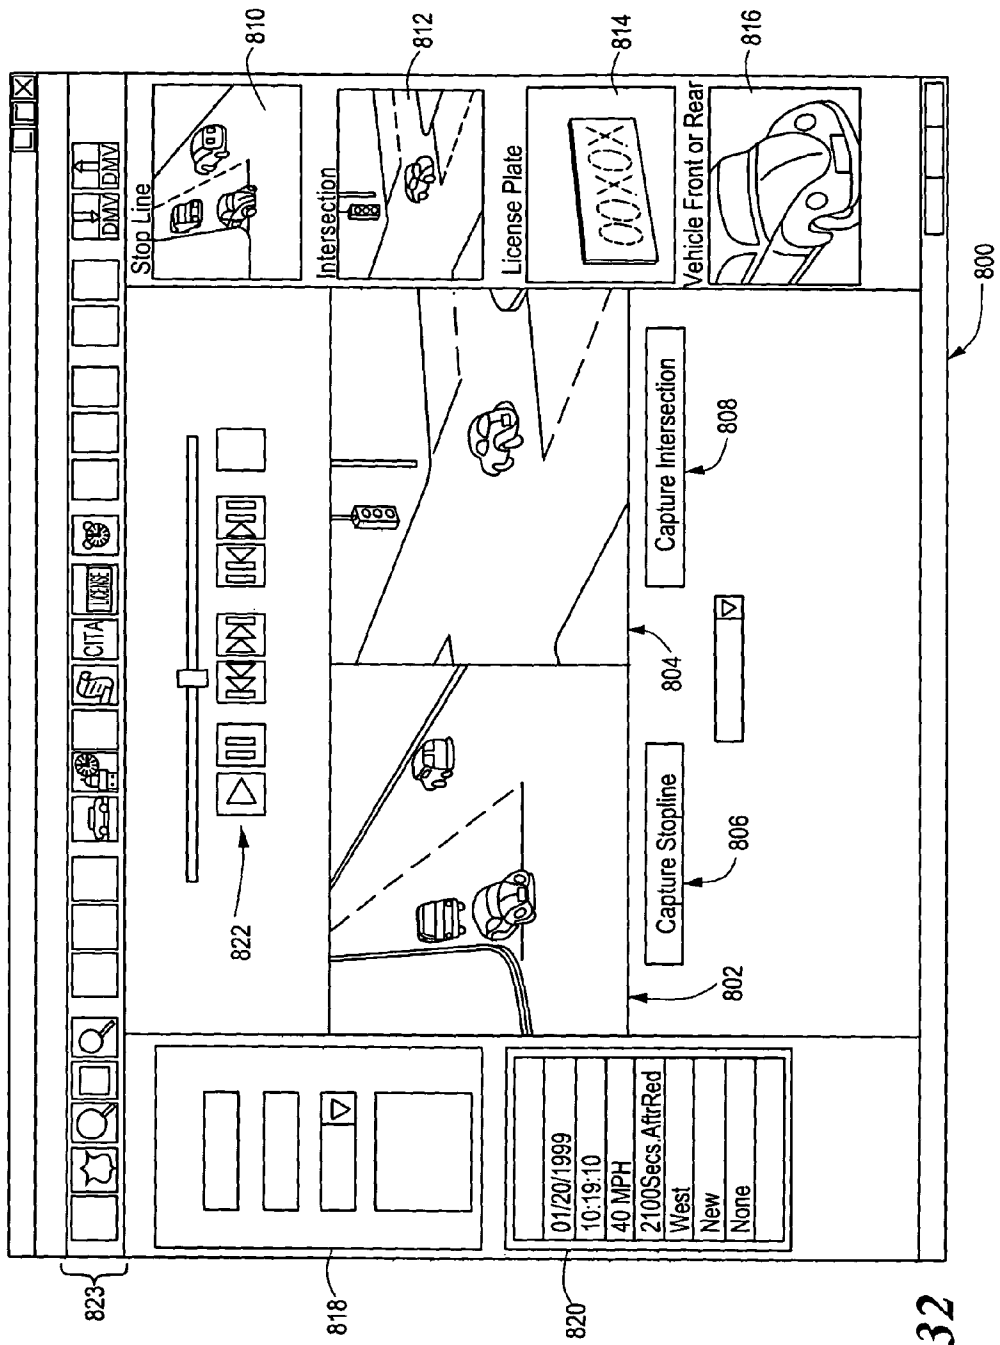 823
DMV
DMV
CITA
LICENSE
822
Stop Line
810
Intersection
812
License Plate
OOXOX
814
Vehicle Front or Rear
816
818
820
01/20/1999
10:19:10
40 MPH
2100Secs.AftrRed
West
New
None
802
804
Capture Stopline
806
Capture Intersection
808
800
32